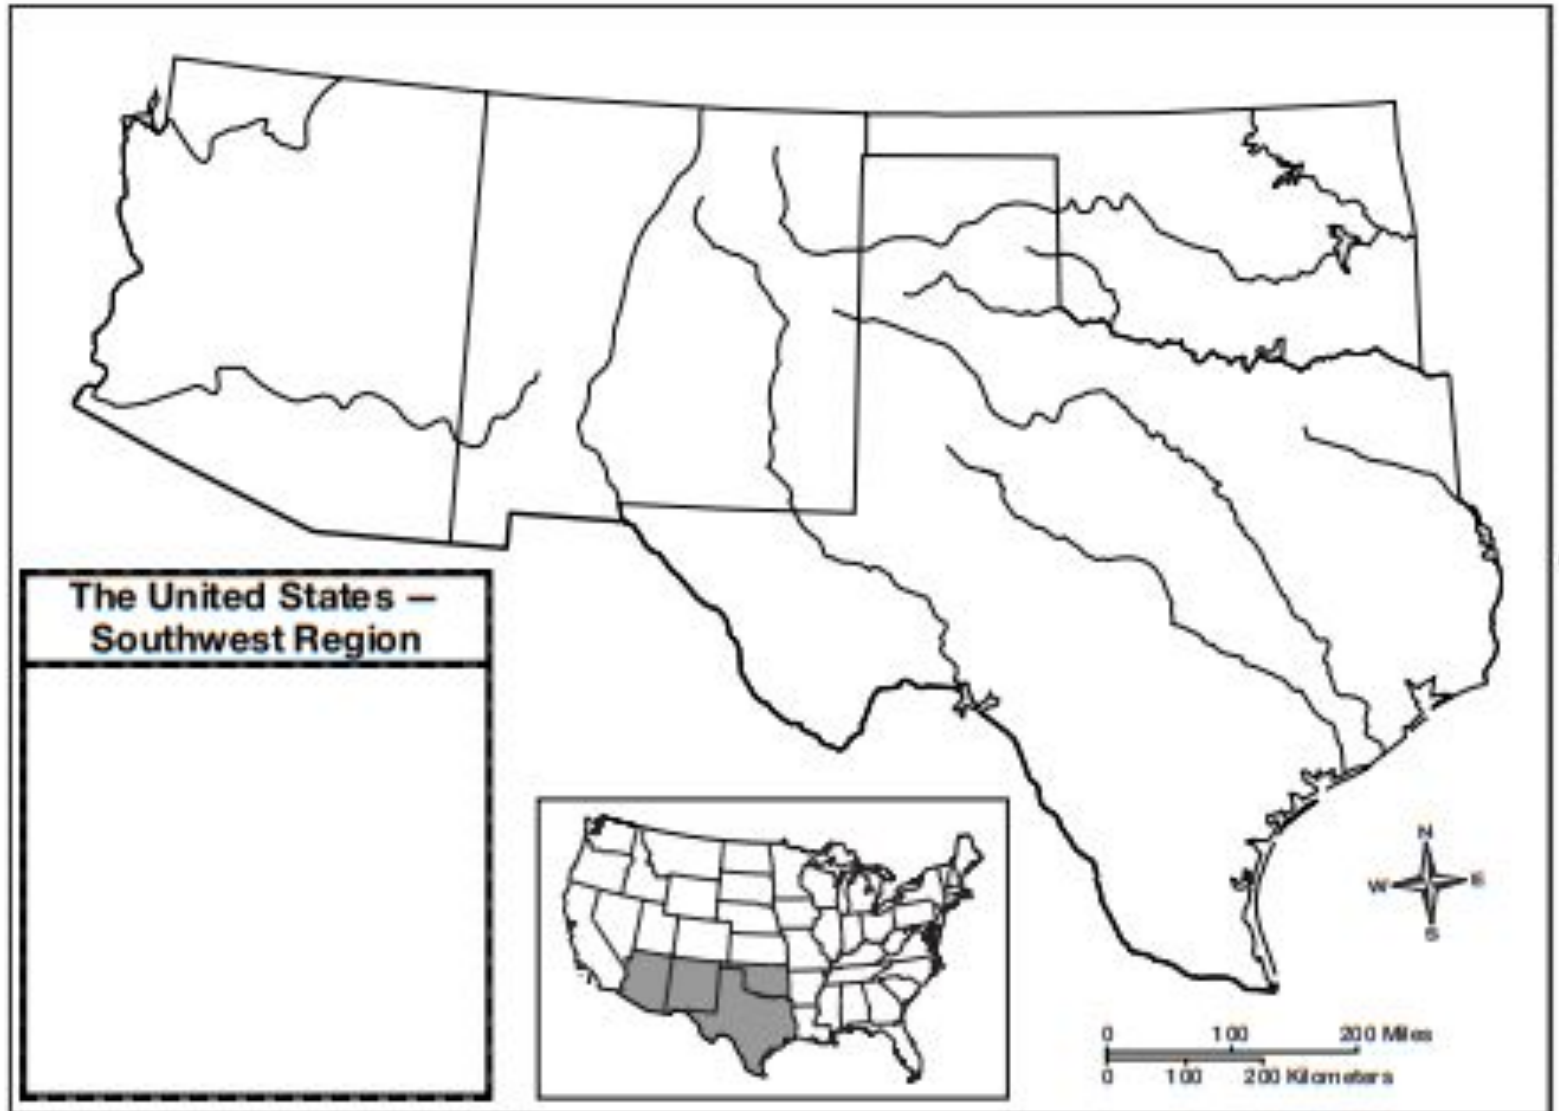 The United States —
Southwest Region
N
W E
S
0 100 200 Miles
0 100 200 Kilometers